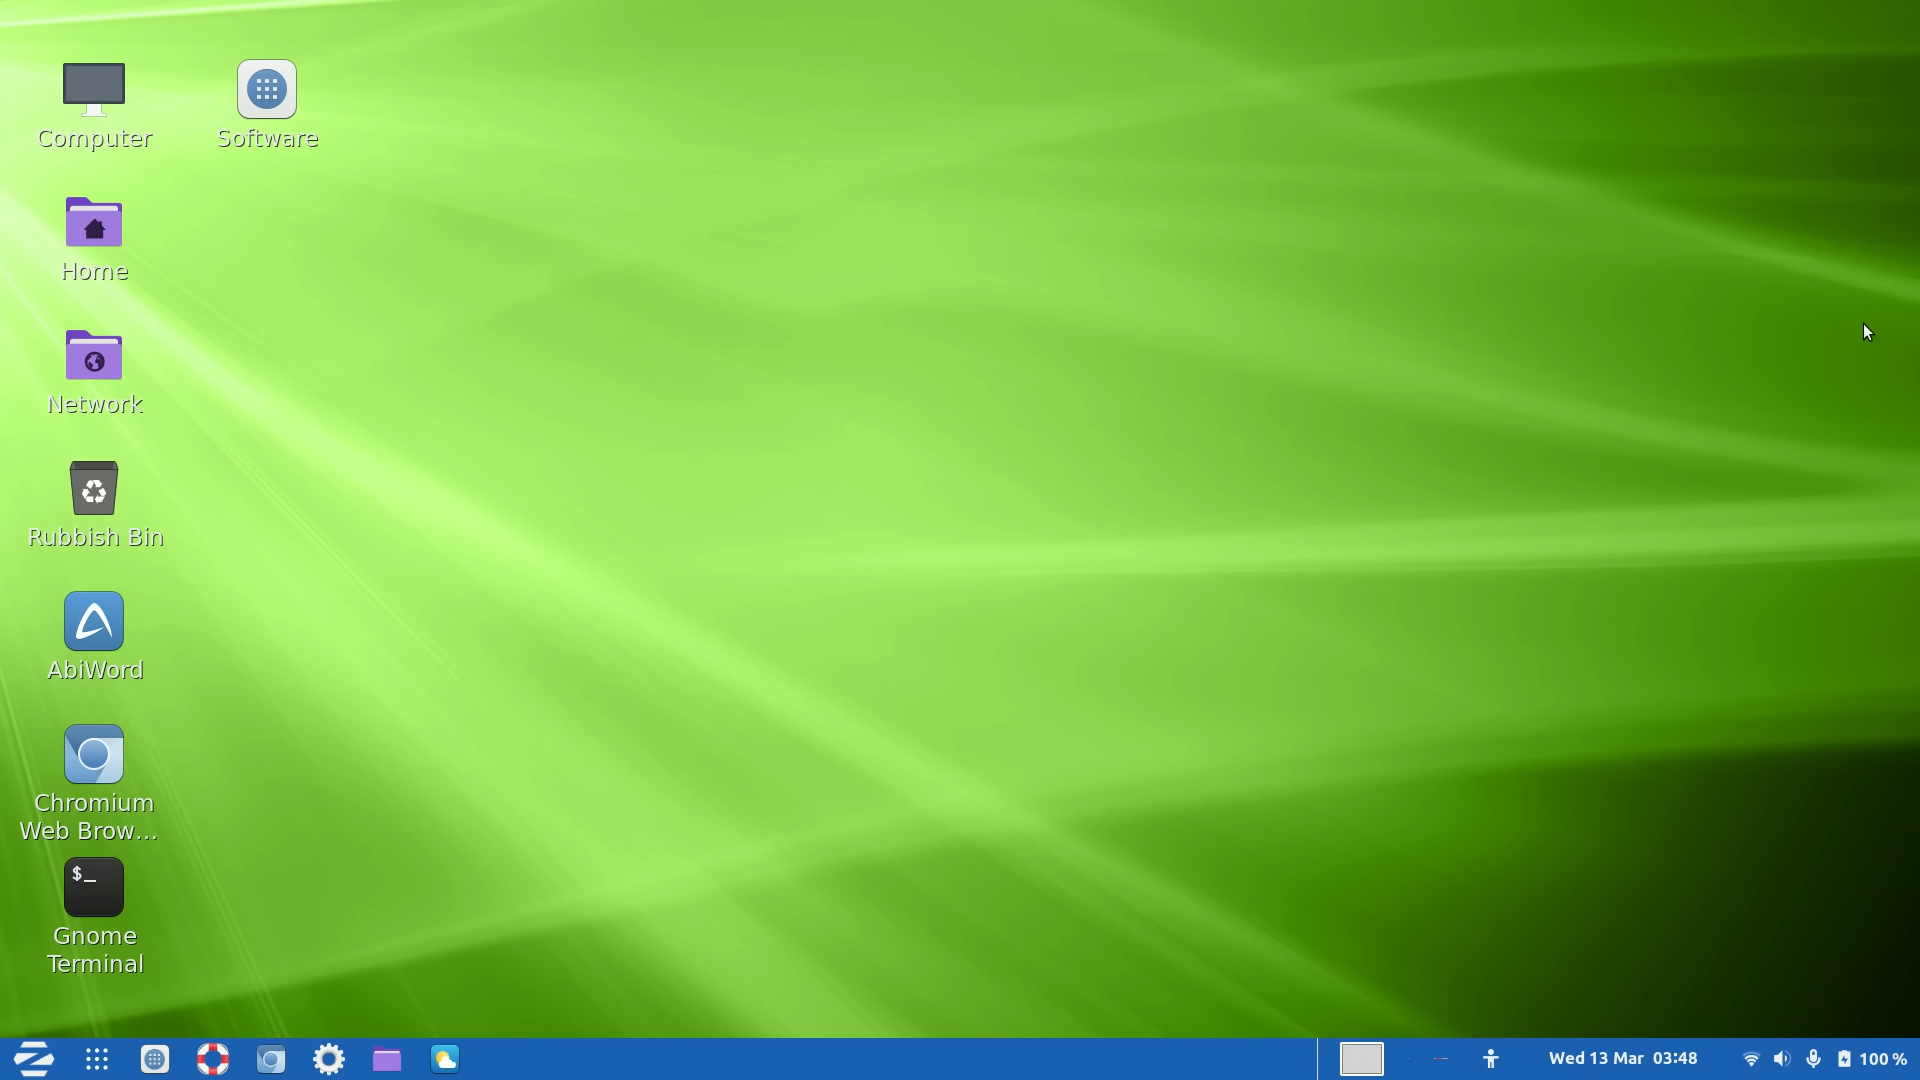 Computer
Software
Home
Network
Rubbish Bin
AbiWord
Chromium
Web Brow...
$_
Gnome
Terminal
Wed 13 Mar 03:48
100 %